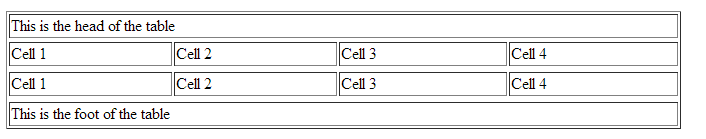 This is the head of the table
Cell 1 Cell 2 Cell 3 Cell 4
Cell 1 Cell 2 Cell 3 Cell 4
This is the foot of the table